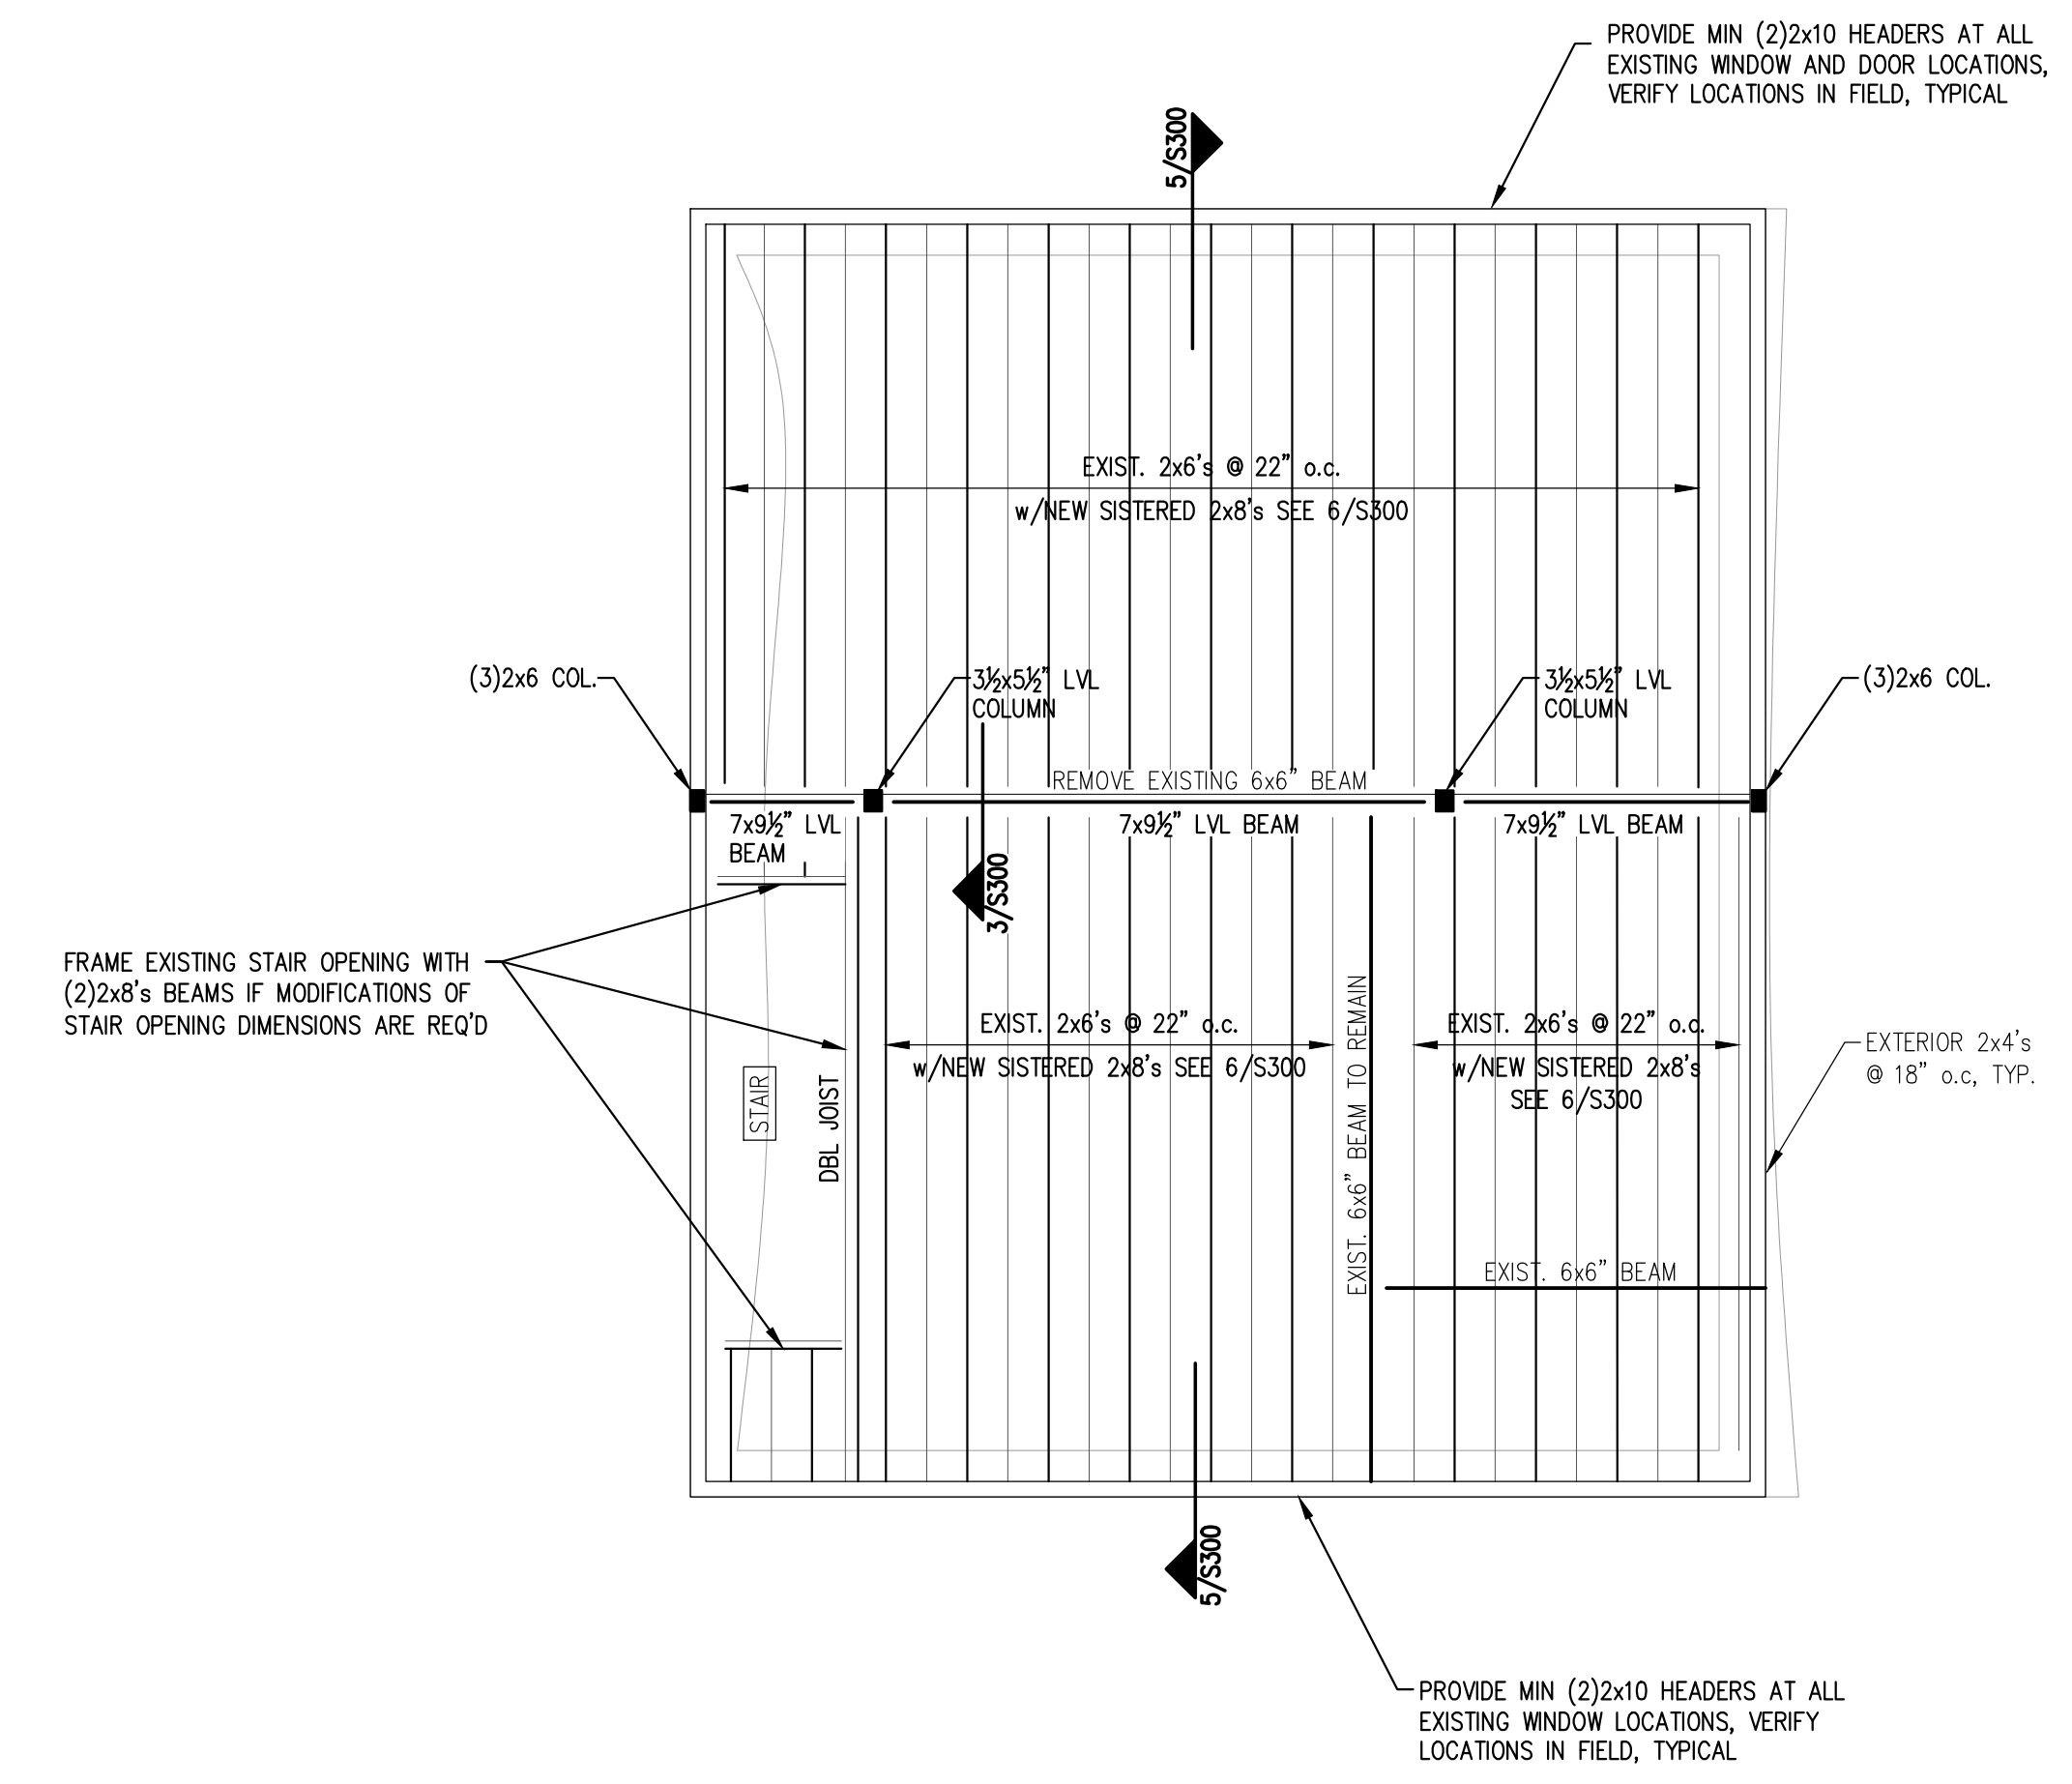 PROVIDE MIN (2)2x10 HEADERS AT ALL
EXISTING WINDOW AND DOOR LOCATIONS,
VERIFY LOCATIONS IN FIELD, TYPICAL
5/S300
EXIST. 2x6's @ 22" o.c.
w/NEW SISTERED 2x8's SEE 6/S300
(3)2x6 COL.
3½x5½" LVL
COLUMN
3½x5½" LVL
COLUMN
(3)2x6 COL.
REMOVE EXISTING 6x6" BEAM
7x9½" LVL
BEAM
7x9½" LVL BEAM
7x9½" LVL BEAM
3/S300
FRAME EXISTING STAIR OPENING WITH
(2)2x8's BEAMS IF MODIFICATIONS OF
STAIR OPENING DIMENSIONS ARE REQ'D
STAIR
DBL JOIST
EXIST. 2x6's @ 22" o.c.
w/NEW SISTERED 2x8's SEE 6/S300
EXIST. 6x6" BEAM TO REMAIN
EXIST. 2x6's @ 22" o.c.
w/NEW SISTERED 2x8's
SEE 6/S300
EXTERIOR 2x4's
@ 18" o.c, TYP.
EXIST. 6x6" BEAM
5/S300
PROVIDE MIN (2)2x10 HEADERS AT ALL
EXISTING WINDOW LOCATIONS, VERIFY
LOCATIONS IN FIELD, TYPICAL